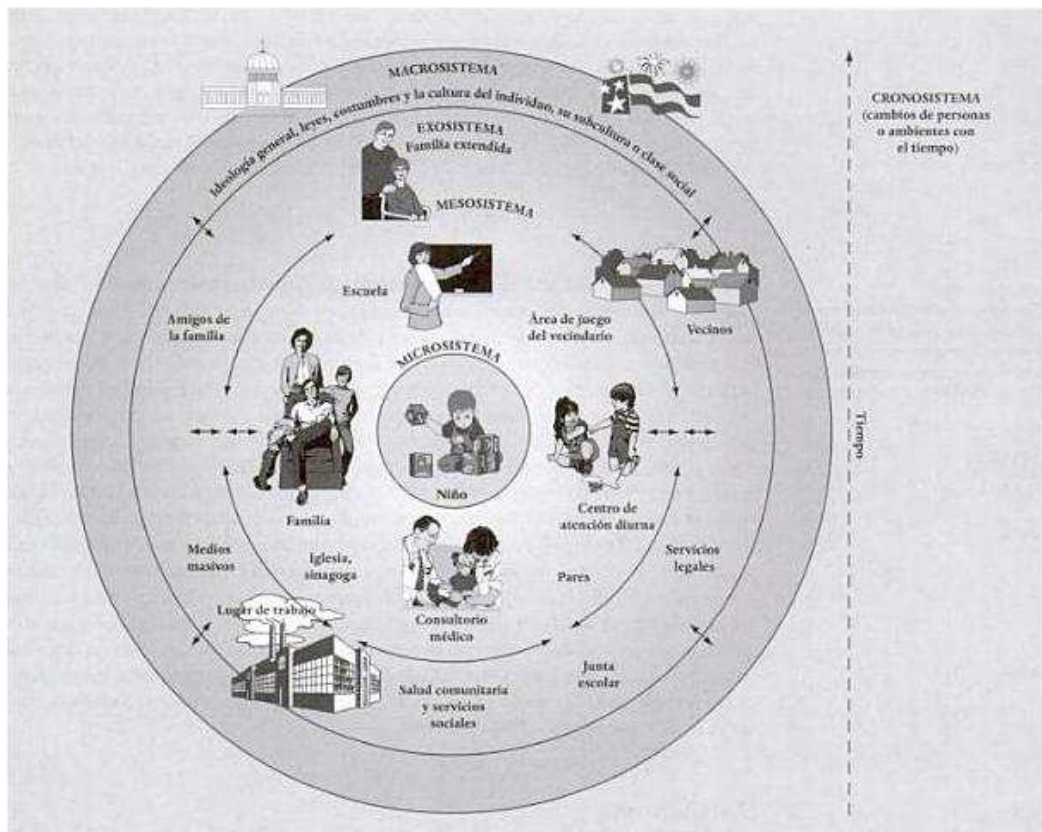 MACROSISTEMA
Ideología general, leyes, costumbres y la cultura del individuo, su subcultura o clase social
EXOSISTEMA
Familia extendida
MESOSISTEMA
Escuela
Amigos de
la familia
Área de juego
del vecindario
Vecinos
MICROSISTEMA
Niño
Familia
Centro de
atención diurna
Medios
masivos
Iglesia,
sinagoga
Consultorio
médico
Pares
Servicios
legales
Lugar de trabajo
Salud comunitaria
y servicios
sociales
Junta
escolar
CRONOSISTEMA
(cambios de personas
o ambientes con
el tiempo)
Tiempo